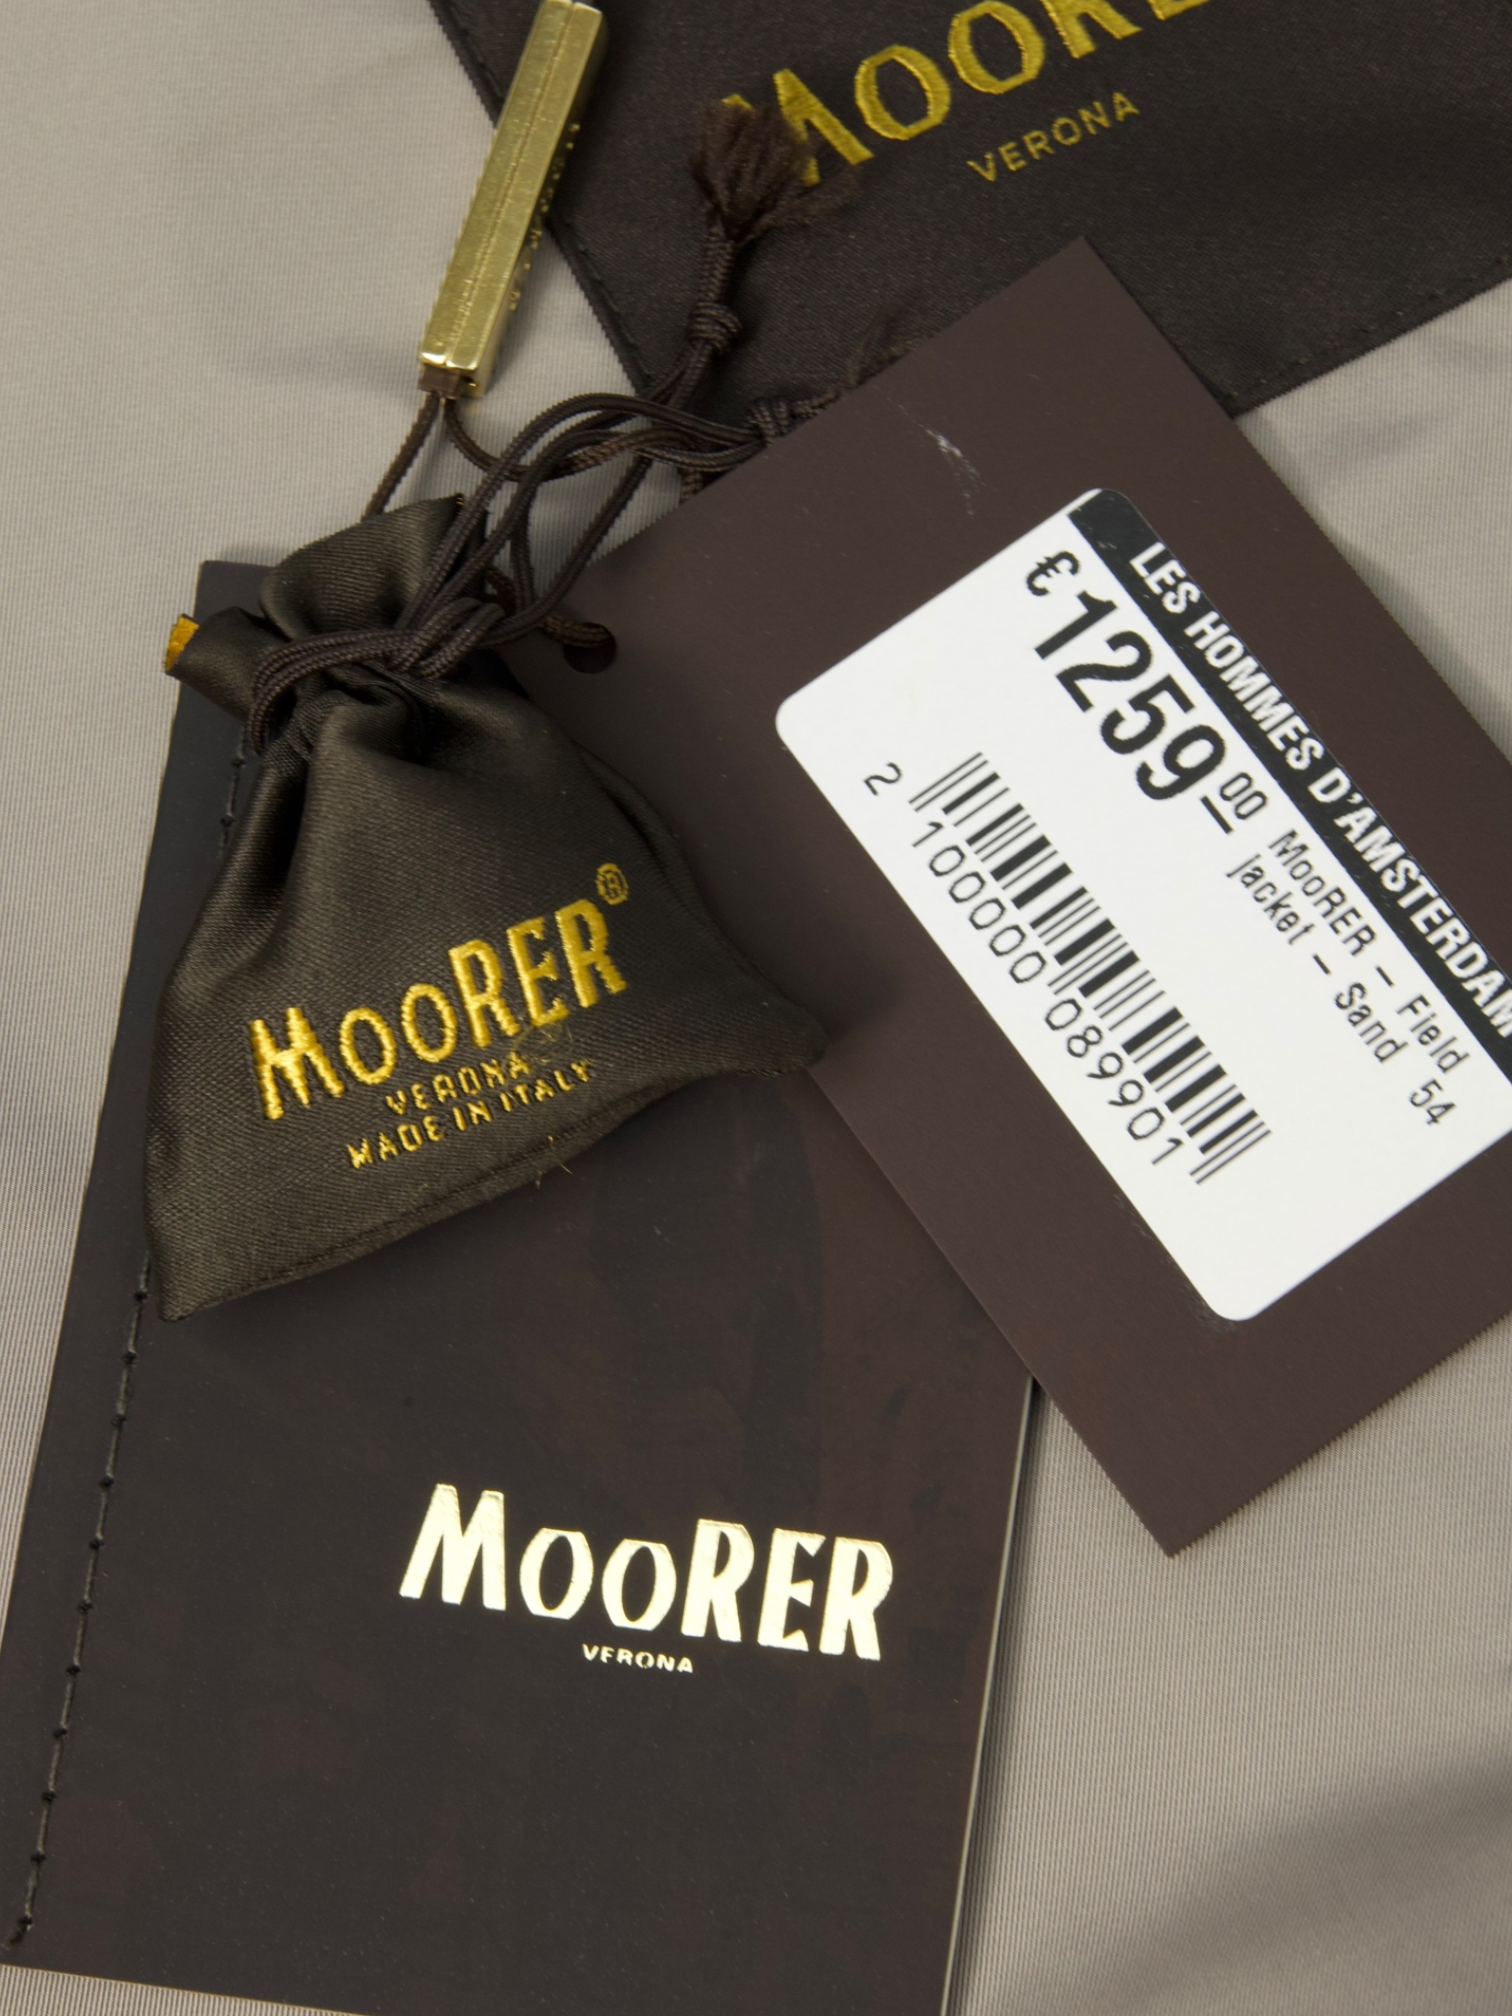 MOORE
VERONA
LES HOMMES D'AMSTERDAM
€ 1259.00
MooRER – Field
jacket – Sand 54
2 100000 089901
MOORER®
VERONA
MADE IN ITALY
MOORER
VERONA